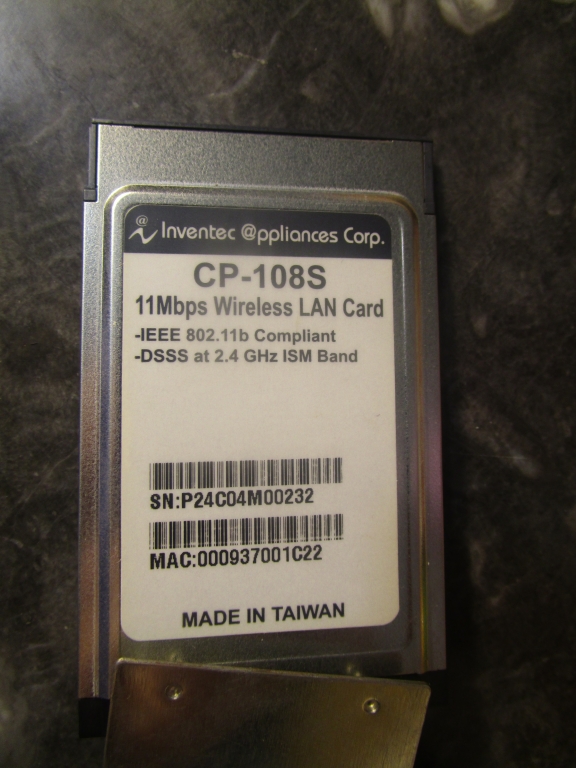 Inventec @ppliances Corp.
CP-108S
11Mbps Wireless LAN Card
-IEEE 802.11b Compliant
-DSSS at 2.4 GHz ISM Band
SN:P24C04M00232
MAC:000937001C22
MADE IN TAIWAN